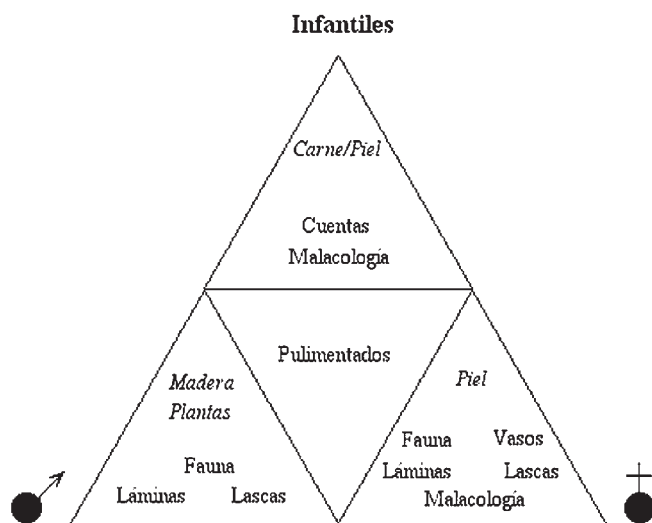 Infantiles
Carne/Piel
Cuentas
Malacología
Pulimentados
Madera
Plantas
Fauna
Láminas Lascas
Piel
Fauna Vasos
Láminas Lascas
Malacología